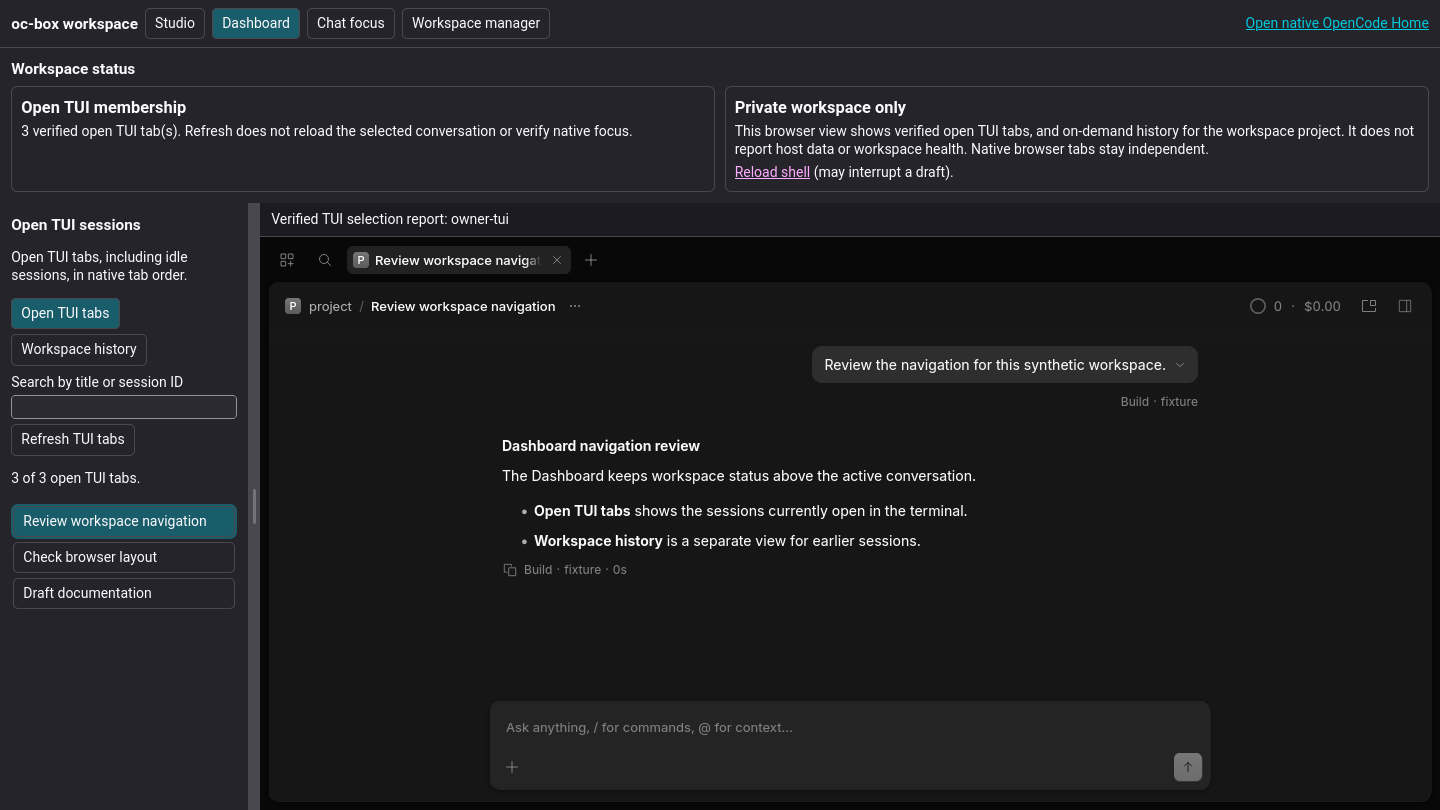 oc-box workspace
Studio
Dashboard
Chat focus
Workspace manager
Open native OpenCode Home
Workspace status
Open TUI membership
3 verified open TUI tab(s). Refresh does not reload the selected conversation or verify native focus.
Private workspace only
This browser view shows verified open TUI tabs, and on-demand history for the workspace project. It does not
report host data or workspace health. Native browser tabs stay independent.
Reload shell (may interrupt a draft).
Open TUI sessions
Open TUI tabs, including idle
sessions, in native tab order.
Open TUI tabs
Workspace history
Search by title or session ID
Refresh TUI tabs
3 of 3 open TUI tabs.
Review workspace navigation
Check browser layout
Draft documentation
Verified TUI selection report: owner-tui
P Review workspace navigat
P project / Review workspace navigation ···
0 · $0.00
Review the navigation for this synthetic workspace.
Build · fixture
Dashboard navigation review
The Dashboard keeps workspace status above the active conversation.
• Open TUI tabs shows the sessions currently open in the terminal.
• Workspace history is a separate view for earlier sessions.
Build · fixture · 0s
Ask anything, / for commands, @ for context...